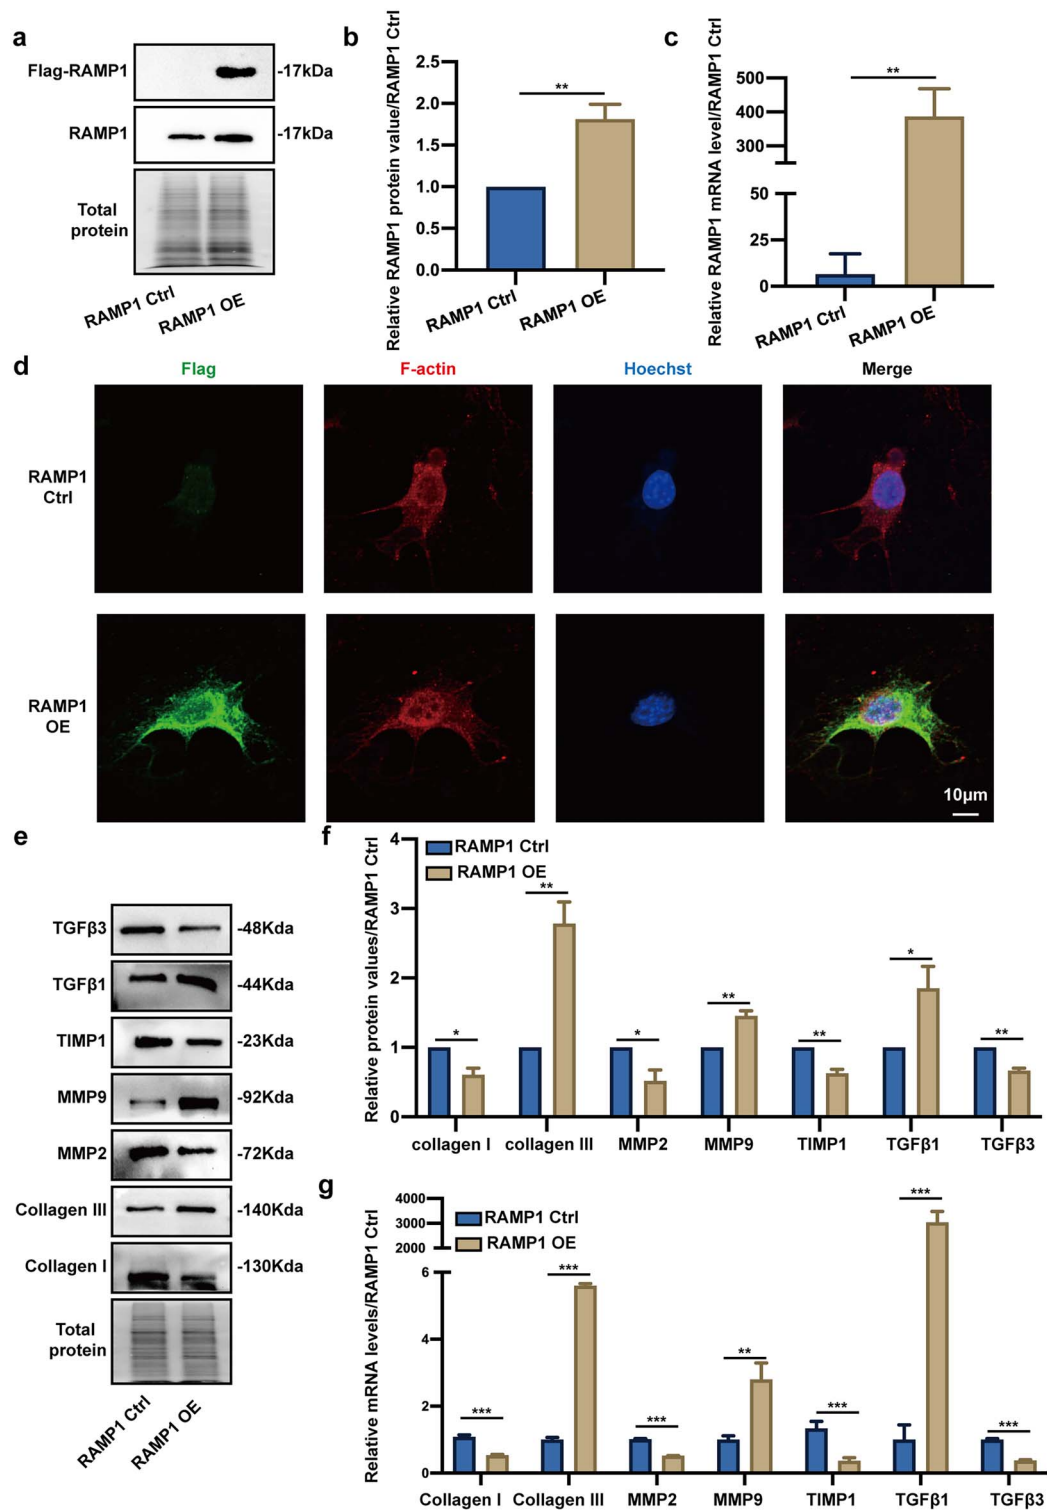 a
Flag-RAMP1
-17kDa
RAMP1
-17kDa
Total
protein
RAMP1 Ctrl
RAMP1 OE
b
Relative RAMP1 protein value/RAMP1 Ctrl
2.5
2.0
1.5
1.0
0.5
0.0
**
RAMP1 Ctrl
RAMP1 OE
c
Relative RAMP1 mRNA level/RAMP1 Ctrl
500
400
300
50
25
0
**
RAMP1 Ctrl
RAMP1 OE
d
Flag
F-actin
Hoechst
Merge
RAMP1
Ctrl
RAMP1
OE
10μm
e
TGFβ3
-48Kda
TGFβ1
-44Kda
TIMP1
-23Kda
MMP9
-92Kda
MMP2
-72Kda
Collagen III
-140Kda
Collagen I
-130Kda
Total
protein
RAMP1 Ctrl
RAMP1 OE
f
Relative protein values/RAMP1 Ctrl
4
3
2
1
0
RAMP1 Ctrl
RAMP1 OE
*
**
*
**
**
*
**
collagen I
collagen III
MMP2
MMP9
TIMP1
TGFβ1
TGFβ3
g
Relative mRNA levels/RAMP1 Ctrl
4000
3000
2000
6
4
2
0
RAMP1 Ctrl
RAMP1 OE
***
***
***
**
***
***
***
Collagen I
Collagen III
MMP2
MMP9
TIMP1
TGFβ1
TGFβ3